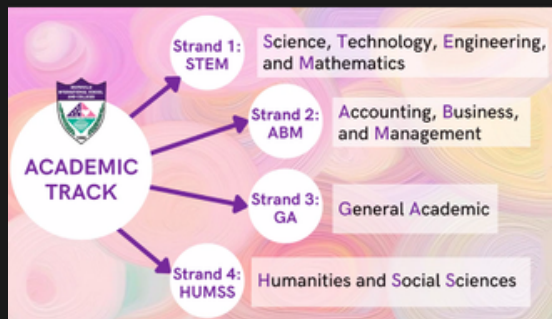 ACADEMIC
TRACK
Strand 1:
STEM
Science, Technology, Engineering,
and Mathematics
Strand 2:
ABM
Accounting, Business,
and Management
Strand 3:
GA
General Academic
Strand 4:
HUMSS
Humanities and Social Sciences